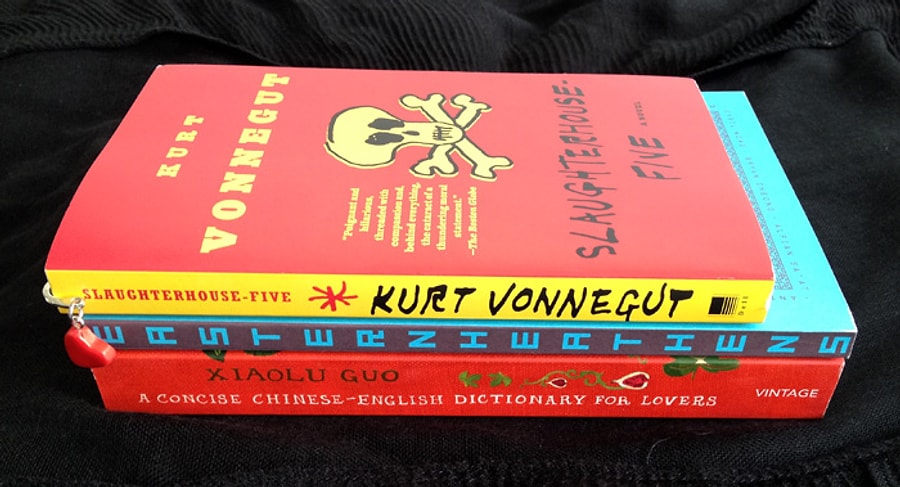 KURT
VONNEGUT
"Poignant and
hilarious,
threaded with
compassion and,
behind everything,
the cataract of a
thundering moral
statement."
—The Boston Globe
SLAUGHTERHOUSE-
FIVE
A NOVEL
SLAUGHTERHOUSE-FIVE
KURT VONNEGUT
Dell
EASTERN HEATHENS
XIAOLU GUO
A CONCISE CHINESE-ENGLISH DICTIONARY FOR LOVERS
VINTAGE